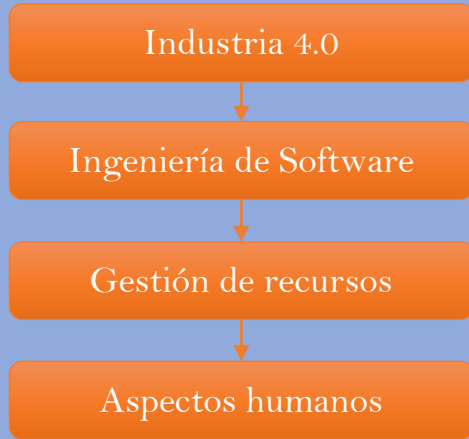 Industria 4.0
Ingeniería de Software
Gestión de recursos
Aspectos humanos